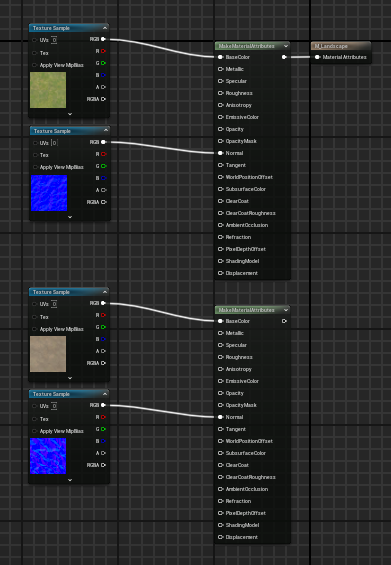 Texture Sample
UVs 0 RGB
Tex R
Apply View MipBias G
B
A
RGBA
Texture Sample
UVs 0 RGB
Tex R
Apply View MipBias G
B
A
RGBA
MakeMaterialAttributes
BaseColor
Metallic
Specular
Roughness
Anisotropy
EmissiveColor
Opacity
OpacityMask
Normal
Tangent
WorldPositionOffset
SubsurfaceColor
ClearCoat
ClearCoatRoughness
AmbientOcclusion
Refraction
PixelDepthOffset
ShadingModel
Displacement
M_Landscape
Material Attributes
Texture Sample
UVs 0 RGB
Tex R
Apply View MipBias G
B
A
RGBA
Texture Sample
UVs 0 RGB
Tex R
Apply View MipBias G
B
A
RGBA
MakeMaterialAttributes
BaseColor
Metallic
Specular
Roughness
Anisotropy
EmissiveColor
Opacity
OpacityMask
Normal
Tangent
WorldPositionOffset
SubsurfaceColor
ClearCoat
ClearCoatRoughness
AmbientOcclusion
Refraction
PixelDepthOffset
ShadingModel
Displacement